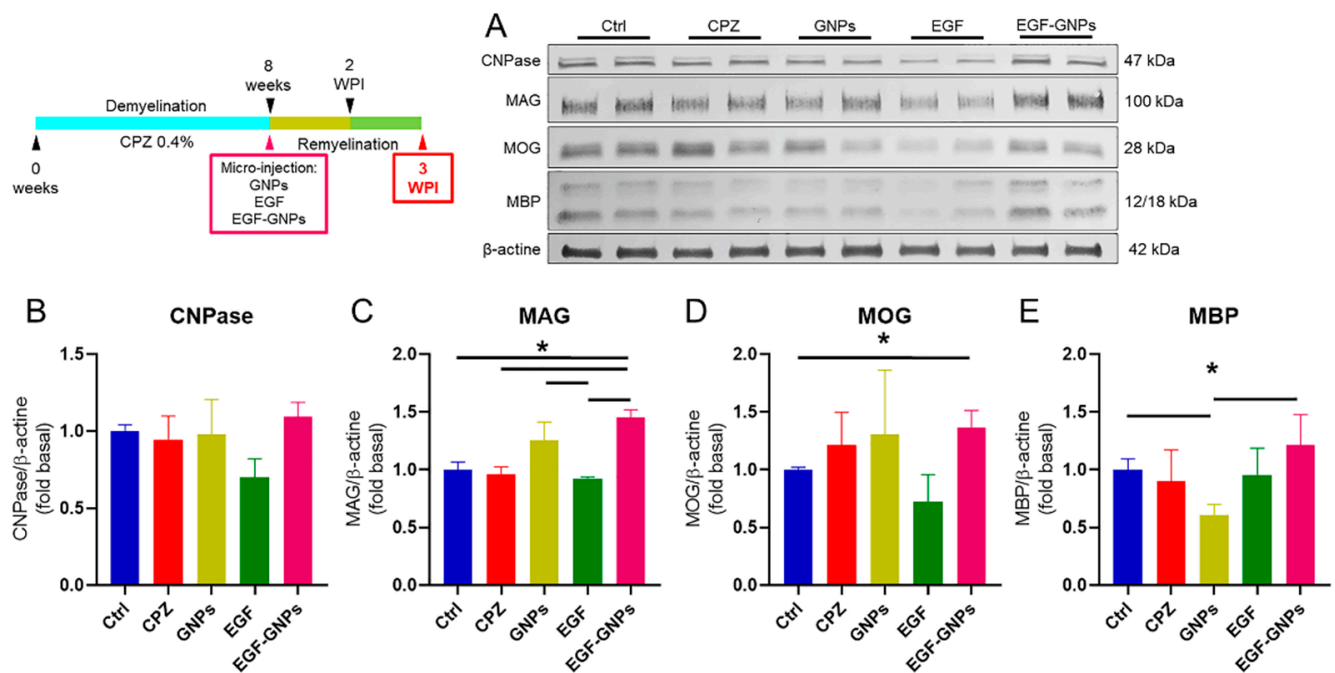 8
weeks
2
WPI
Demyelination
CPZ 0.4%
Remyelination
0
weeks
Micro-injection:
GNPs
EGF
EGF-GNPs
3
WPI
A
Ctrl CPZ GNPs EGF EGF-GNPs
CNPase 47 kDa
MAG 100 kDa
MOG 28 kDa
MBP 12/18 kDa
β-actine 42 kDa
B
CNPase
CNPase/β-actine
(fold basal)
1.5
1.0
0.5
0.0
Ctrl
CPZ
GNPs
EGF
EGF-GNPs
C
MAG
*
MAG/β-actine
(fold basal)
2.0
1.5
1.0
0.5
0.0
Ctrl
CPZ
GNPs
EGF
EGF-GNPs
D
MOG
*
MOG/β-actine
(fold basal)
2.0
1.5
1.0
0.5
0.0
Ctrl
CPZ
GNPs
EGF
EGF-GNPs
E
MBP
*
MBP/β-actine
(fold basal)
2.0
1.5
1.0
0.5
0.0
Ctrl
CPZ
GNPs
EGF
EGF-GNPs